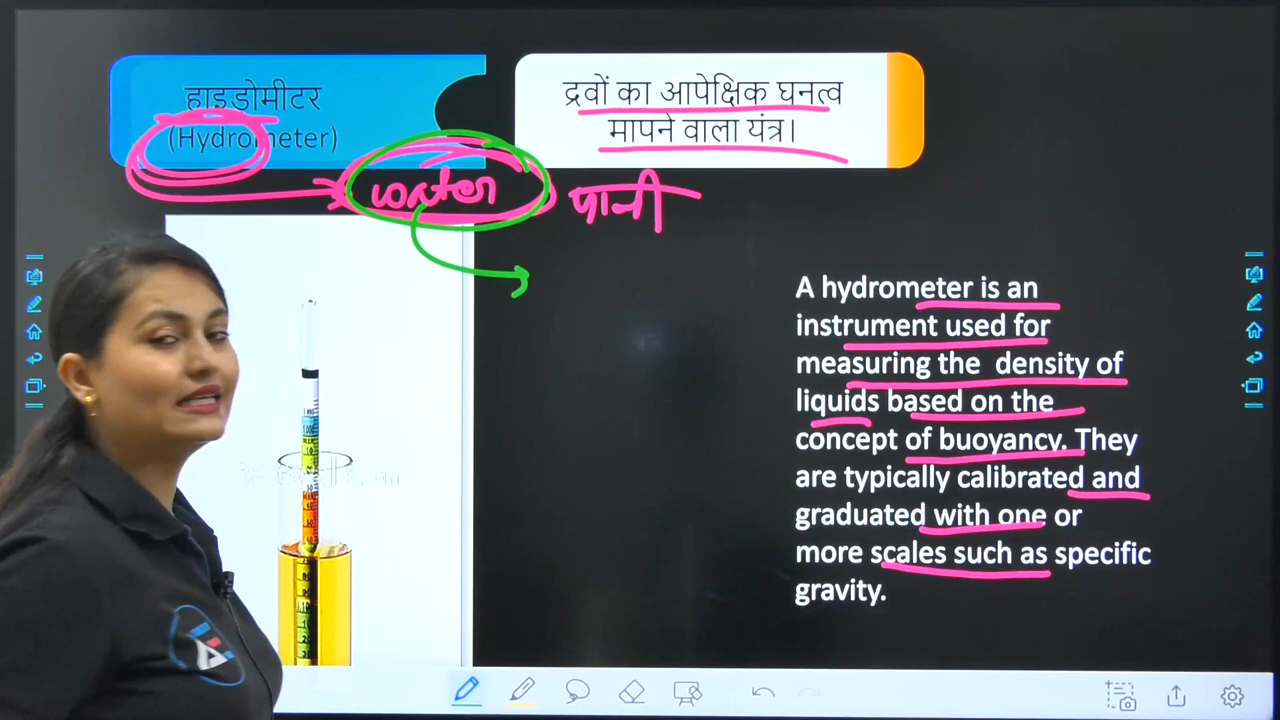 हाइडोमीटर
(Hydrometer)
द्रवों का आपेक्षिक घनत्व
मापने वाला यंत्र।
water पानी
A hydrometer is an
instrument used for
measuring the density of
liquids based on the
concept of buoyancy. They
are typically calibrated and
graduated with one or
more scales such as specific
gravity.